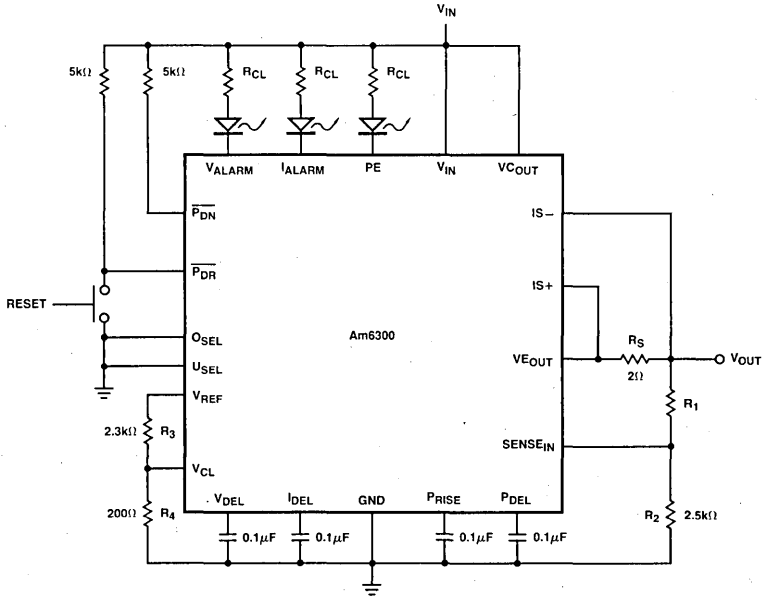 V_IN
5kΩ
5kΩ
R_CL
R_CL
R_CL
V_ALARM
I_ALARM
PE
V_IN
VC_OUT
P_DN
IS−
P_DR
IS+
RESET
O_SEL
Am6300
R_S
VE_OUT
V_OUT
2Ω
U_SEL
V_REF
R_1
2.3kΩ
R_3
SENSE_IN
V_CL
V_DEL
I_DEL
GND
P_RISE
P_DEL
200Ω
R_4
R_2
2.5kΩ
0.1μF
0.1μF
0.1μF
0.1μF